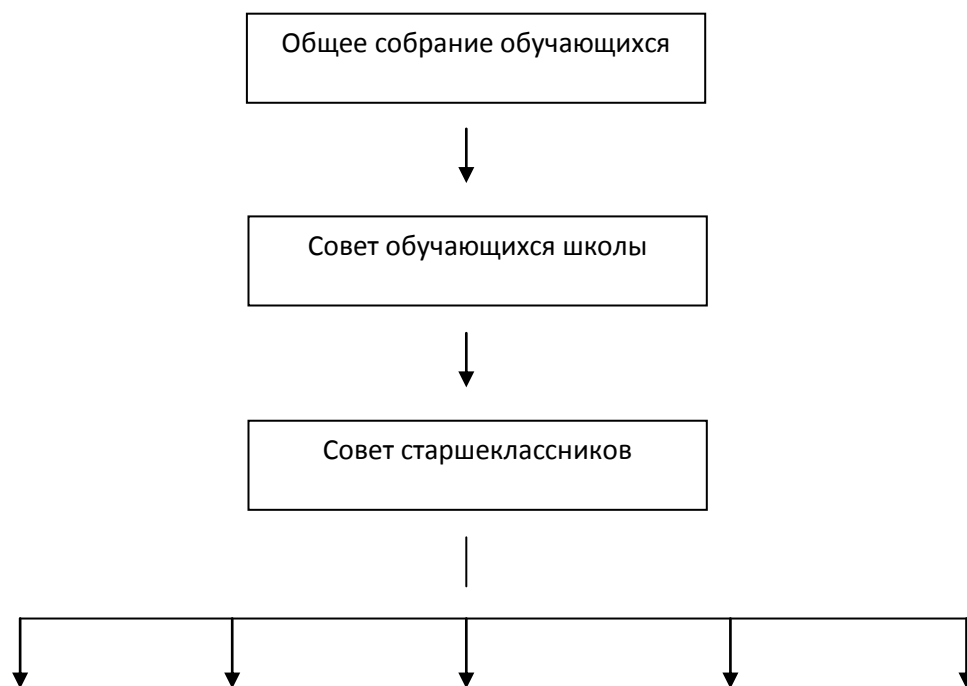 Общее собрание обучающихся
Совет обучающихся школы
Совет старшеклассников